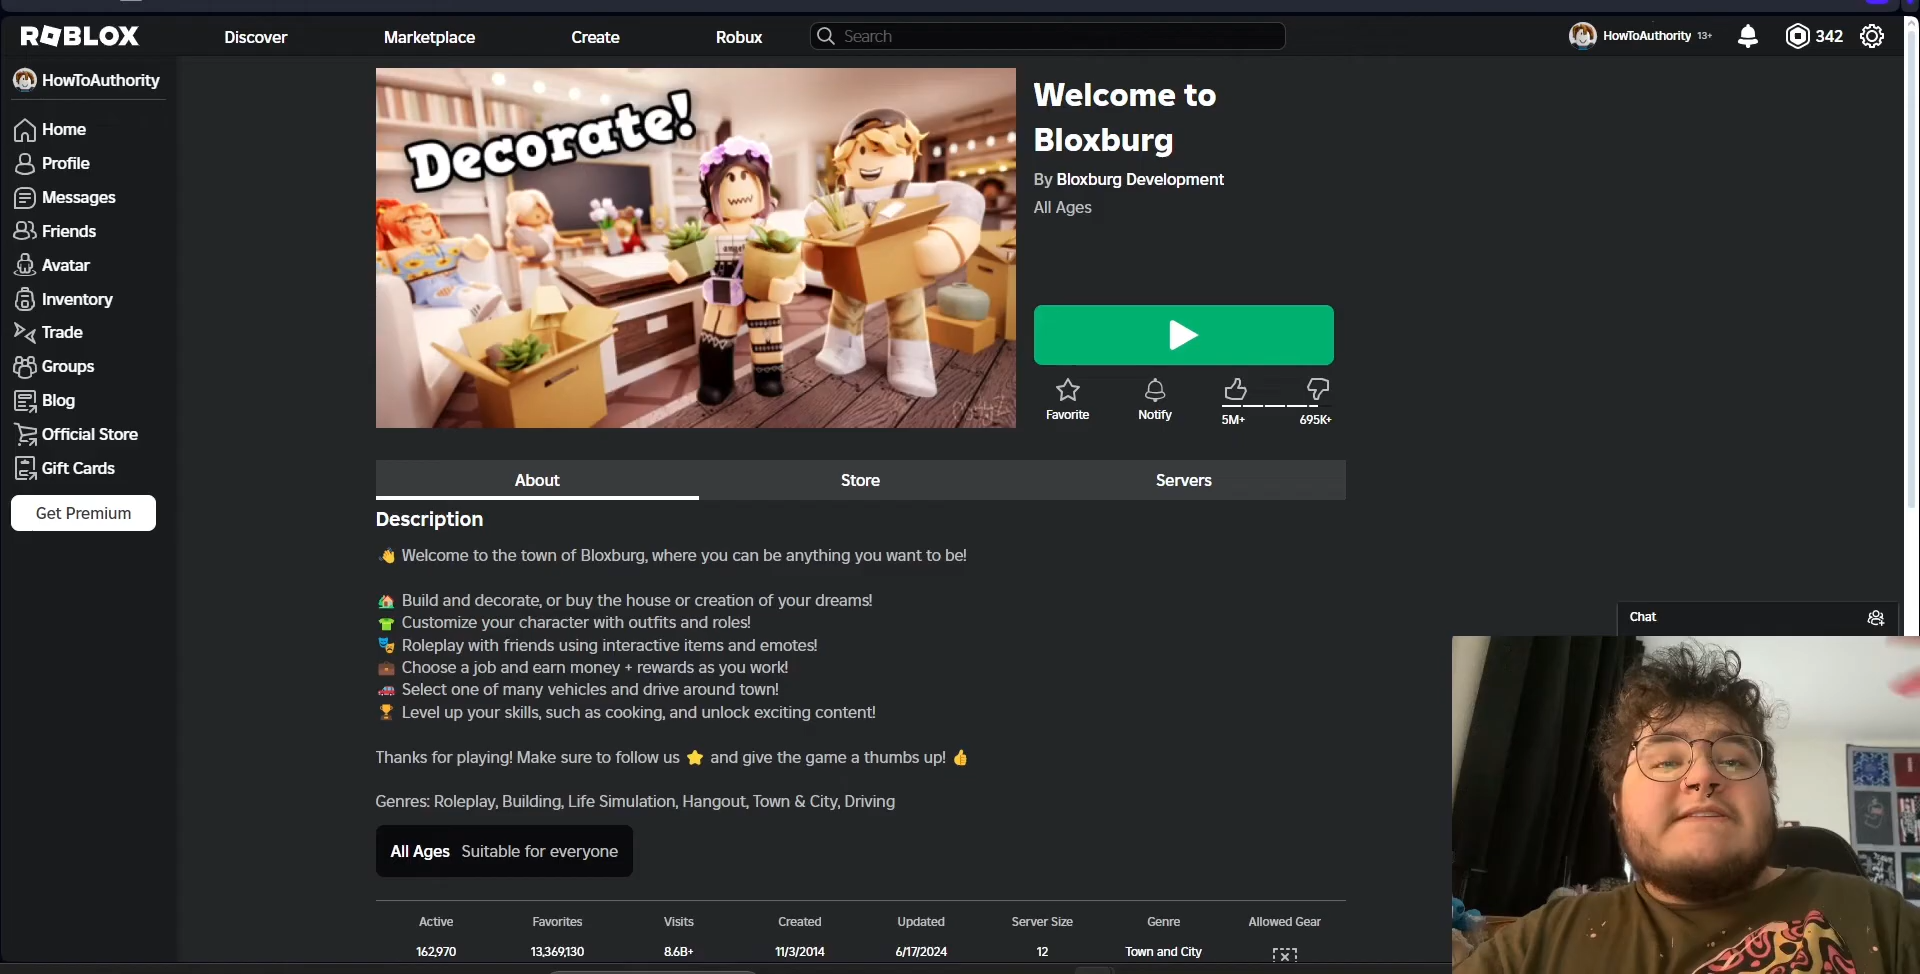 ROBLOX
Discover
Marketplace
Create
Robux
Search
HowToAuthority 13+
342
HowToAuthority
Home
Profile
Messages
Friends
Avatar
Inventory
Trade
Groups
Blog
Official Store
Gift Cards
Get Premium
Decorate!
Welcome to
Bloxburg
By Bloxburg Development
All Ages
Favorite
Notify
5M+
695K+
About
Store
Servers
Description
👋 Welcome to the town of Bloxburg, where you can be anything you want to be!
🏡 Build and decorate, or buy the house or creation of your dreams!
👕 Customize your character with outfits and roles!
🎭 Roleplay with friends using interactive items and emotes!
💼 Choose a job and earn money + rewards as you work!
🚗 Select one of many vehicles and drive around town!
🏆 Level up your skills, such as cooking, and unlock exciting content!
Thanks for playing! Make sure to follow us ⭐ and give the game a thumbs up! 👍
Genres: Roleplay, Building, Life Simulation, Hangout, Town & City, Driving
All Ages Suitable for everyone
Active Favorites Visits Created Updated Server Size Genre Allowed Gear
162,970 13,369,130 8.6B+ 11/3/2014 6/17/2024 12 Town and City
Chat